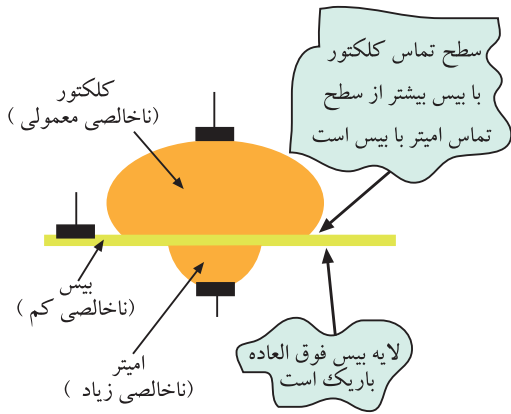 سطح تماس کلکتور
با بیس بیشتر از سطح
تماس امیتر با بیس است
کلکتور
(ناخالصی معمولی )
بیس
(ناخالصی کم )
امیتر
(ناخالصی زیاد )
لایه بیس فوق العاده
باریک است